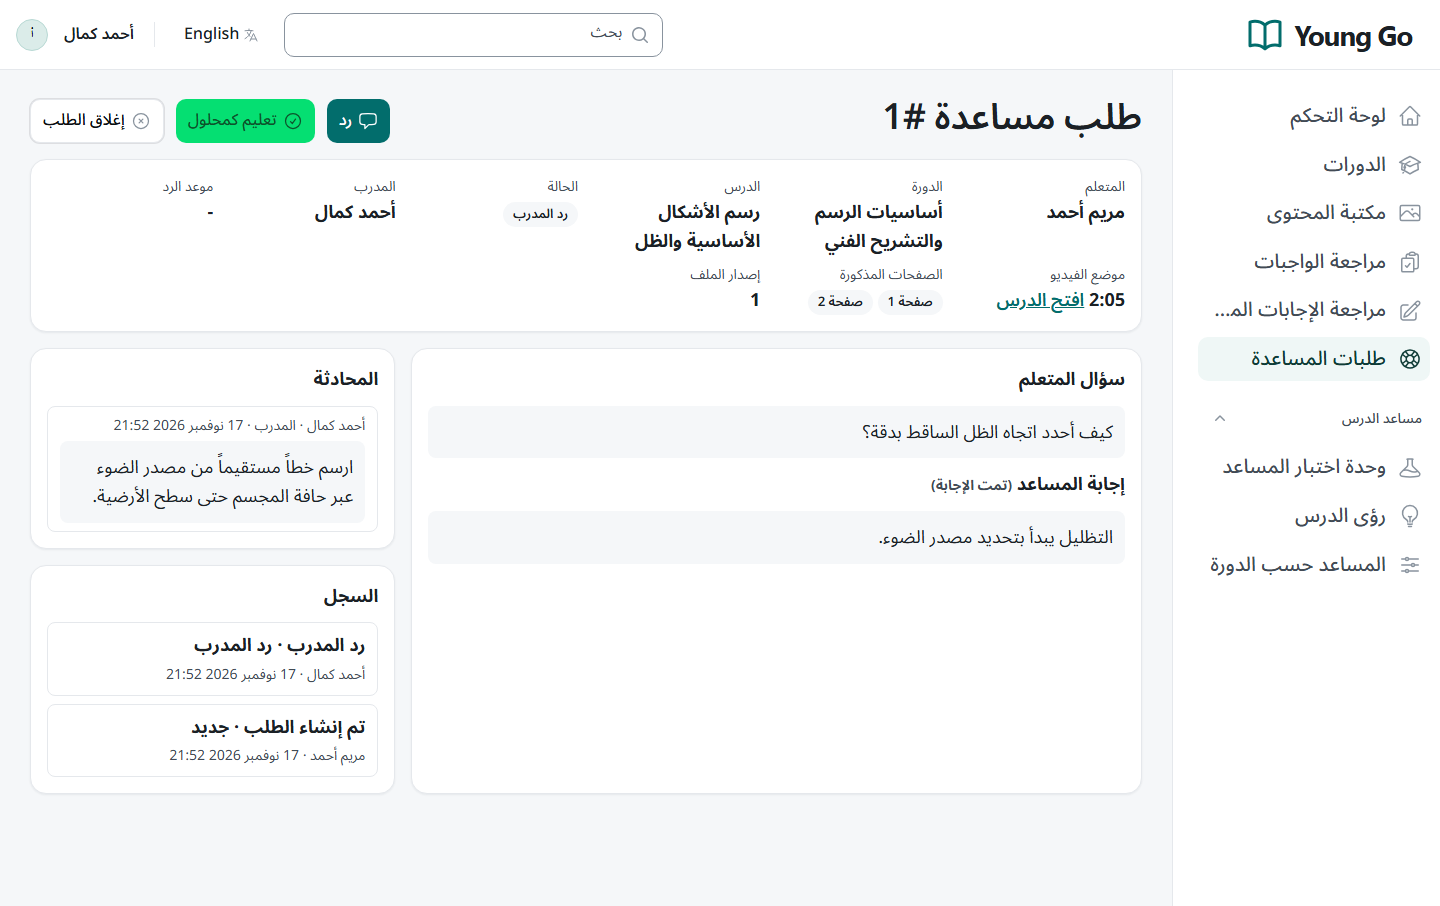 Young Go
بحث
English
أحمد كمال
أ
لوحة التحكم
الدورات
مكتبة المحتوى
مراجعة الواجبات
مراجعة الإجابات المـ...
طلبات المساعدة
مساعد الدرس
وحدة اختبار المساعد
رؤى الدرس
المساعد حسب الدورة
طلب مساعدة #1
رد
تعليم كمحلول
إغلاق الطلب
المتعلم
مريم أحمد
الدورة
أساسيات الرسم
والتشريح الفني
الدرس
رسم الأشكال
الأساسية والظل
الحالة
رد المدرب
المدرب
أحمد كمال
موعد الرد
-
موضع الفيديو
2:05 افتح الدرس
الصفحات المذكورة
صفحة 1
صفحة 2
إصدار الملف
1
سؤال المتعلم
كيف أحدد اتجاه الظل الساقط بدقة؟
إجابة المساعد (تمت الإجابة)
التظليل يبدأ بتحديد مصدر الضوء.
المحادثة
أحمد كمال · المدرب · 17 نوفمبر 2026 21:52
ارسم خطاً مستقيماً من مصدر الضوء
عبر حافة المجسم حتى سطح الأرضية.
السجل
رد المدرب · رد المدرب
أحمد كمال · 17 نوفمبر 2026 21:52
تم إنشاء الطلب · جديد
مريم أحمد · 17 نوفمبر 2026 21:52